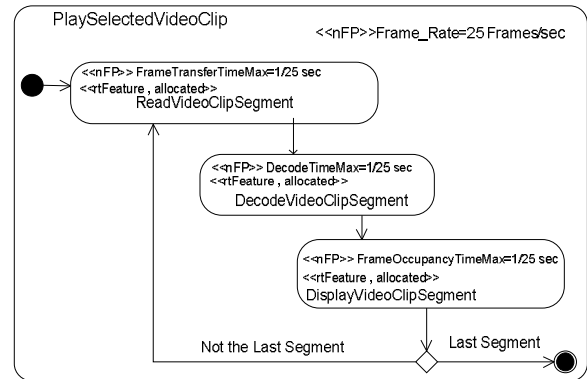 PlaySelectedVideoClip
<<nFP>>Frame_Rate=25 Frames/sec
<<nFP>> FrameTransferTimeMax=1/25 sec
<<rtFeature , allocated>>
ReadVideoClipSegment
<<nFP>> DecodeTimeMax=1/25 sec
<<rtFeature , allocated>>
DecodeVideoClipSegment
<<nFP>> FrameOccupancyTimeMax=1/25 sec
<<rtFeature , allocated>>
DisplayVideoClipSegment
Not the Last Segment
Last Segment